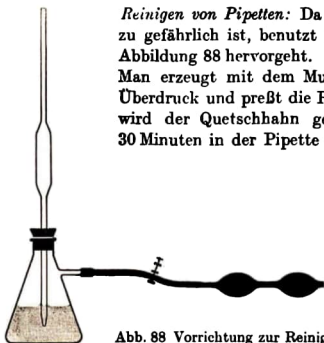 Reinigen von Pipetten: Da
zu gefährlich ist, benutzt
Abbildung 88 hervorgeht.
Man erzeugt mit dem Mu
Überdruck und preßt die F
wird der Quetschhahn ge
30 Minuten in der Pipette
Abb. 88 Vorrichtung zur Reinig